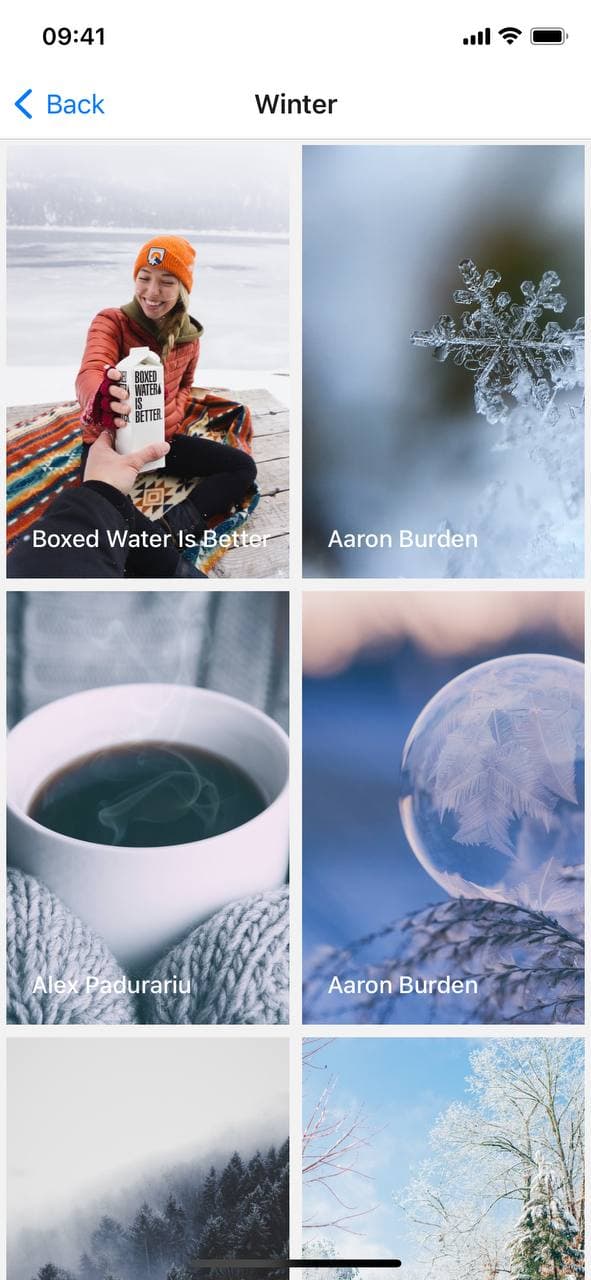 09:41
Back
Winter
BOXED
WATER
IS
BETTER.
Boxed Water Is Better
Aaron Burden
Alex Padurariu
Aaron Burden